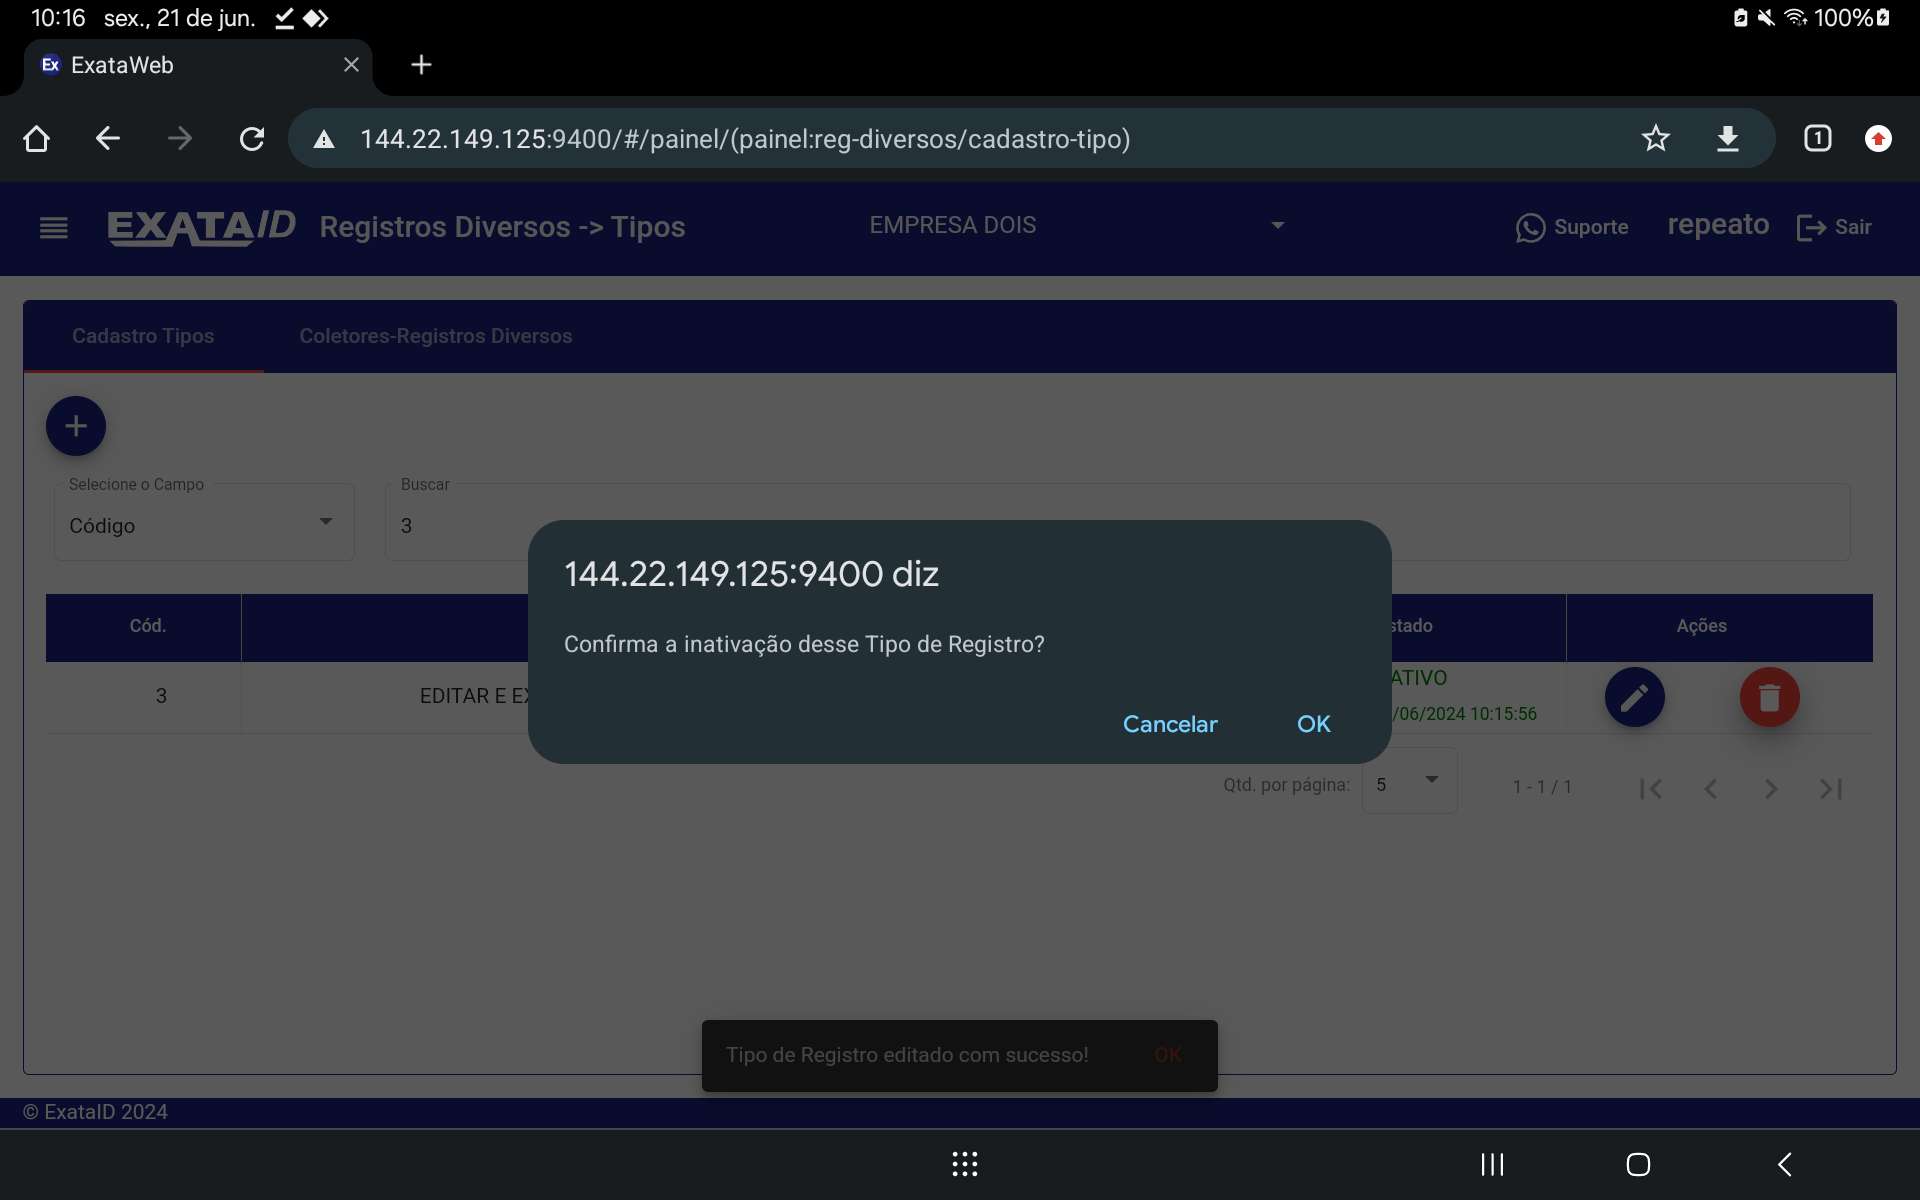 10:16 sex., 21 de jun.
100%
Ex ExataWeb
144.22.149.125:9400/#/painel/(painel:reg-diversos/cadastro-tipo)
1
EXATAID Registros Diversos -> Tipos EMPRESA DOIS Suporte repeato Sair
Cadastro Tipos Coletores-Registros Diversos
Selecione o Campo Buscar
Código 3
144.22.149.125:9400 diz
Confirma a inativação desse Tipo de Registro?
Cancelar OK
Cód. stado Ações
3 EDITAR E ATIVO
/06/2024 10:15:56
Qtd. por página: 5 1 - 1 / 1
Tipo de Registro editado com sucesso! OK
© ExataID 2024